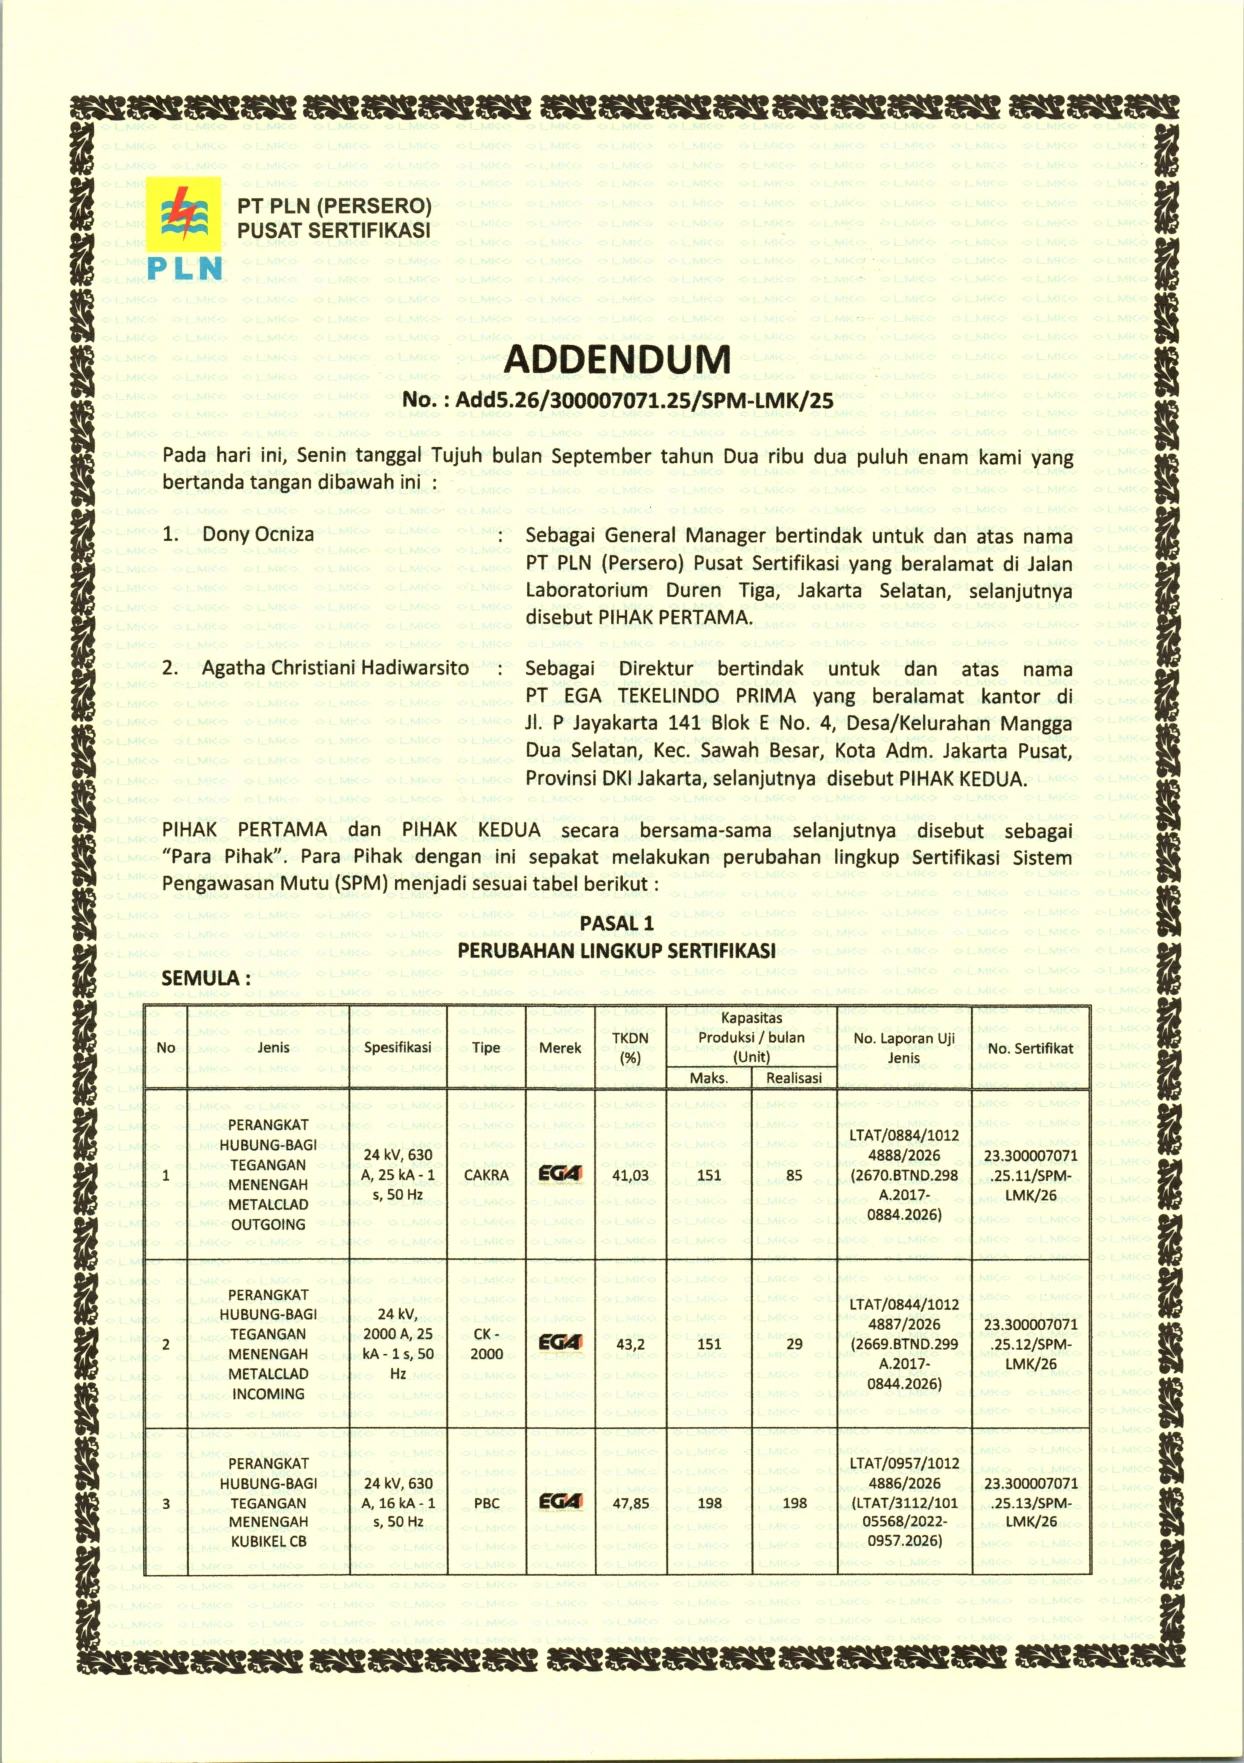 PT PLN (PERSERO)
PUSAT SERTIFIKASI
PLN
ADDENDUM
No. : Add5.26/300007071.25/SPM-LMK/25
Pada hari ini, Senin tanggal Tujuh bulan September tahun Dua ribu dua puluh enam kami yang
bertanda tangan dibawah ini :
1. Dony Ocniza : Sebagai General Manager bertindak untuk dan atas nama
PT PLN (Persero) Pusat Sertifikasi yang beralamat di Jalan
Laboratorium Duren Tiga, Jakarta Selatan, selanjutnya
disebut PIHAK PERTAMA.
2. Agatha Christiani Hadiwarsito : Sebagai Direktur bertindak untuk dan atas nama
PT EGA TEKELINDO PRIMA yang beralamat kantor di
Jl. P Jayakarta 141 Blok E No. 4, Desa/Kelurahan Mangga
Dua Selatan, Kec. Sawah Besar, Kota Adm. Jakarta Pusat,
Provinsi DKI Jakarta, selanjutnya disebut PIHAK KEDUA.
PIHAK PERTAMA dan PIHAK KEDUA secara bersama-sama selanjutnya disebut sebagai
“Para Pihak”. Para Pihak dengan ini sepakat melakukan perubahan lingkup Sertifikasi Sistem
Pengawasan Mutu (SPM) menjadi sesuai tabel berikut :
PASAL 1
PERUBAHAN LINGKUP SERTIFIKASI
SEMULA :
No
Jenis
Spesifikasi
Tipe
Merek
TKDN
(%)
Kapasitas
Produksi / bulan
(Unit)
Maks.
Realisasi
No. Laporan Uji
Jenis
No. Sertifikat
1
PERANGKAT
HUBUNG-BAGI
TEGANGAN
MENENGAH
METALCLAD
OUTGOING
24 kV, 630
A, 25 kA - 1
s, 50 Hz
CAKRA
EGA
41,03
151
85
LTAT/0884/1012
4888/2026
(2670.BTND.298
A.2017-
0884.2026)
23.300007071
.25.11/SPM-
LMK/26
2
PERANGKAT
HUBUNG-BAGI
TEGANGAN
MENENGAH
METALCLAD
INCOMING
24 kV,
2000 A, 25
kA - 1 s, 50
Hz
CK -
2000
EGA
43,2
151
29
LTAT/0844/1012
4887/2026
(2669.BTND.299
A.2017-
0844.2026)
23.300007071
.25.12/SPM-
LMK/26
3
PERANGKAT
HUBUNG-BAGI
TEGANGAN
MENENGAH
KUBIKEL CB
24 kV, 630
A, 16 kA - 1
s, 50 Hz
PBC
EGA
47,85
198
198
LTAT/0957/1012
4886/2026
(LTAT/3112/101
05568/2022-
0957.2026)
23.300007071
.25.13/SPM-
LMK/26